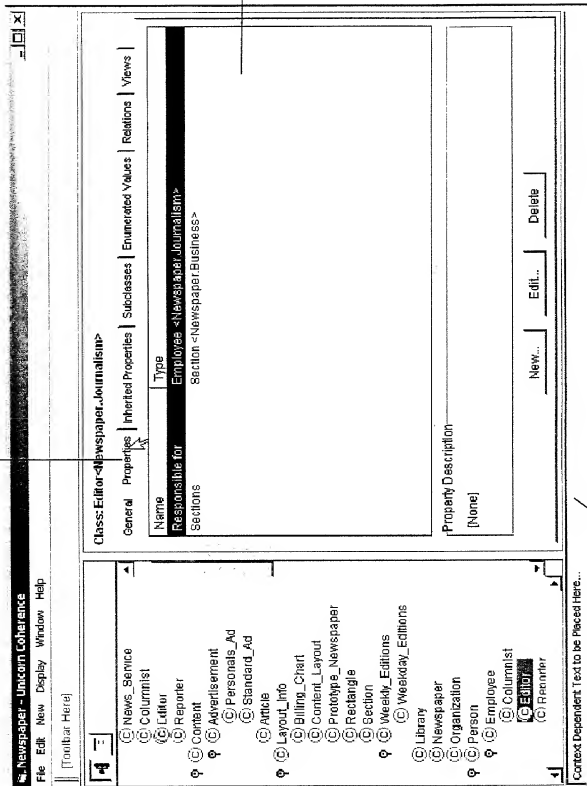 Newspaper - Unicorn Coherence
File Edit New Display Window Help
[Toolbar Here]
News_Service
Columnist
Editor
Reporter
Content
Advertisement
Personals_Ad
Standard_Ad
Article
Layout_Info
Billing_Chart
Content_Layout
Prototype_Newspaper
Rectangle
Section
Weekly_Editions
Weekday_Editions
Library
Newspaper
Organization
Person
Employee
Columnist
Editor
Reporter
Class: Editor<Newspaper.Journalism>
General Properties Inherited Properties Subclasses Enumerated Values Relations Views
Name Type
Responsible for Employee <Newspaper.Journalism>
Sections Section <Newspaper.Business>
Property Description
[None]
New... Edit... Delete
Context Dependent Text to be Placed Here...